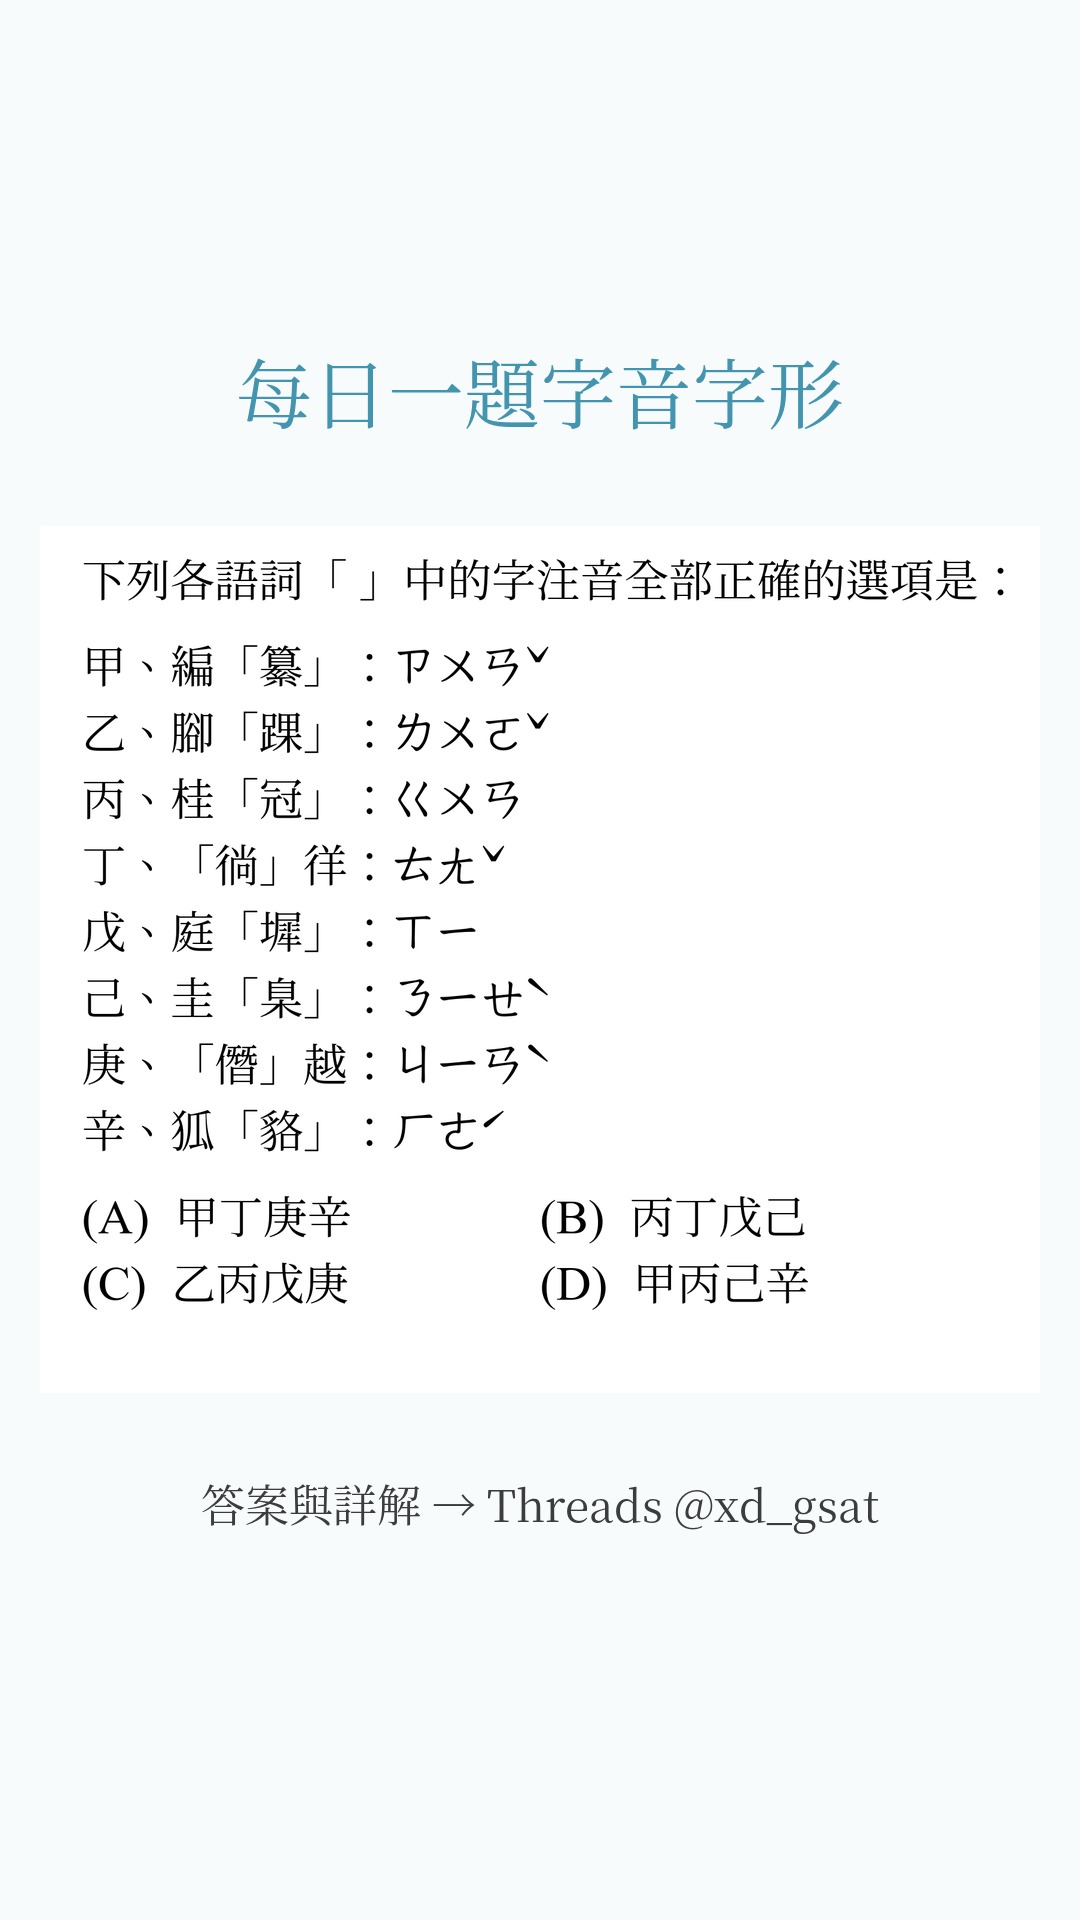 每日一題字音字形
下列各語詞「 」中的字注音全部正確的選項是：
甲、編「纂」：ㄗㄨㄢˇ
乙、腳「踝」：ㄌㄨㄛˇ
丙、桂「冠」：ㄍㄨㄢ
丁、「徜」徉：ㄊㄤˇ
戊、庭「墀」：ㄒㄧ
己、圭「臬」：ㄋㄧㄝˋ
庚、「僭」越：ㄐㄧㄢˋ
辛、狐「貉」：ㄏㄜˊ
(A) 甲丁庚辛 (B) 丙丁戊己
(C) 乙丙戊庚 (D) 甲丙己辛
答案與詳解 → Threads @xd_gsat